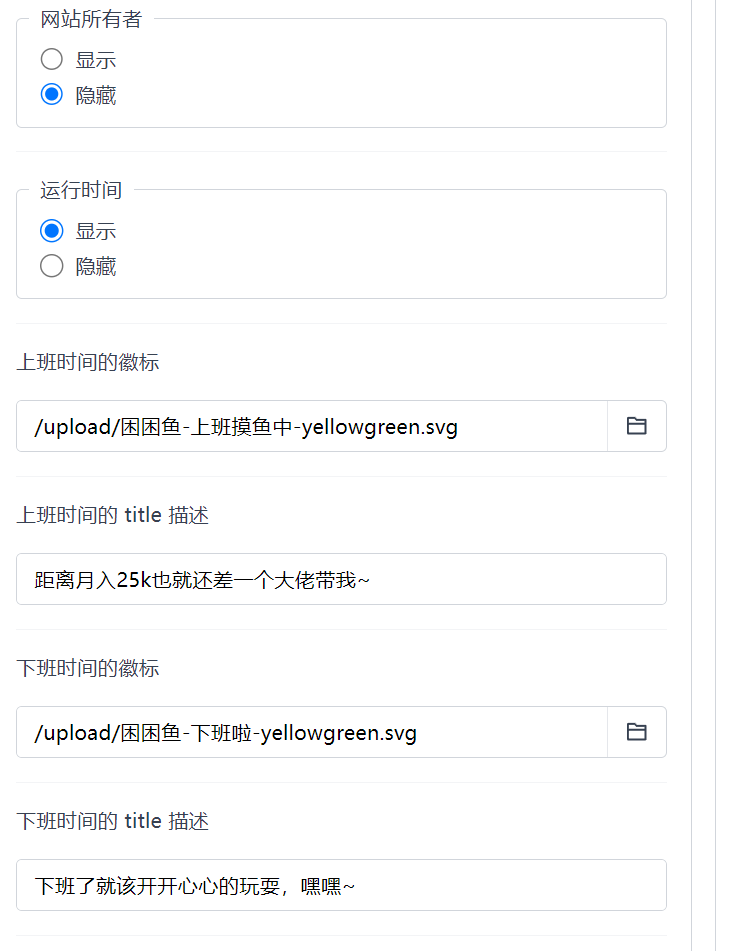 网站所有者
显示
隐藏
运行时间
显示
隐藏
上班时间的徽标
/upload/困困鱼-上班摸鱼中-yellowgreen.svg
上班时间的 title 描述
距离月入25k也就还差一个大佬带我~
下班时间的徽标
/upload/困困鱼-下班啦-yellowgreen.svg
下班时间的 title 描述
下班了就该开开心心的玩耍，嘿嘿~